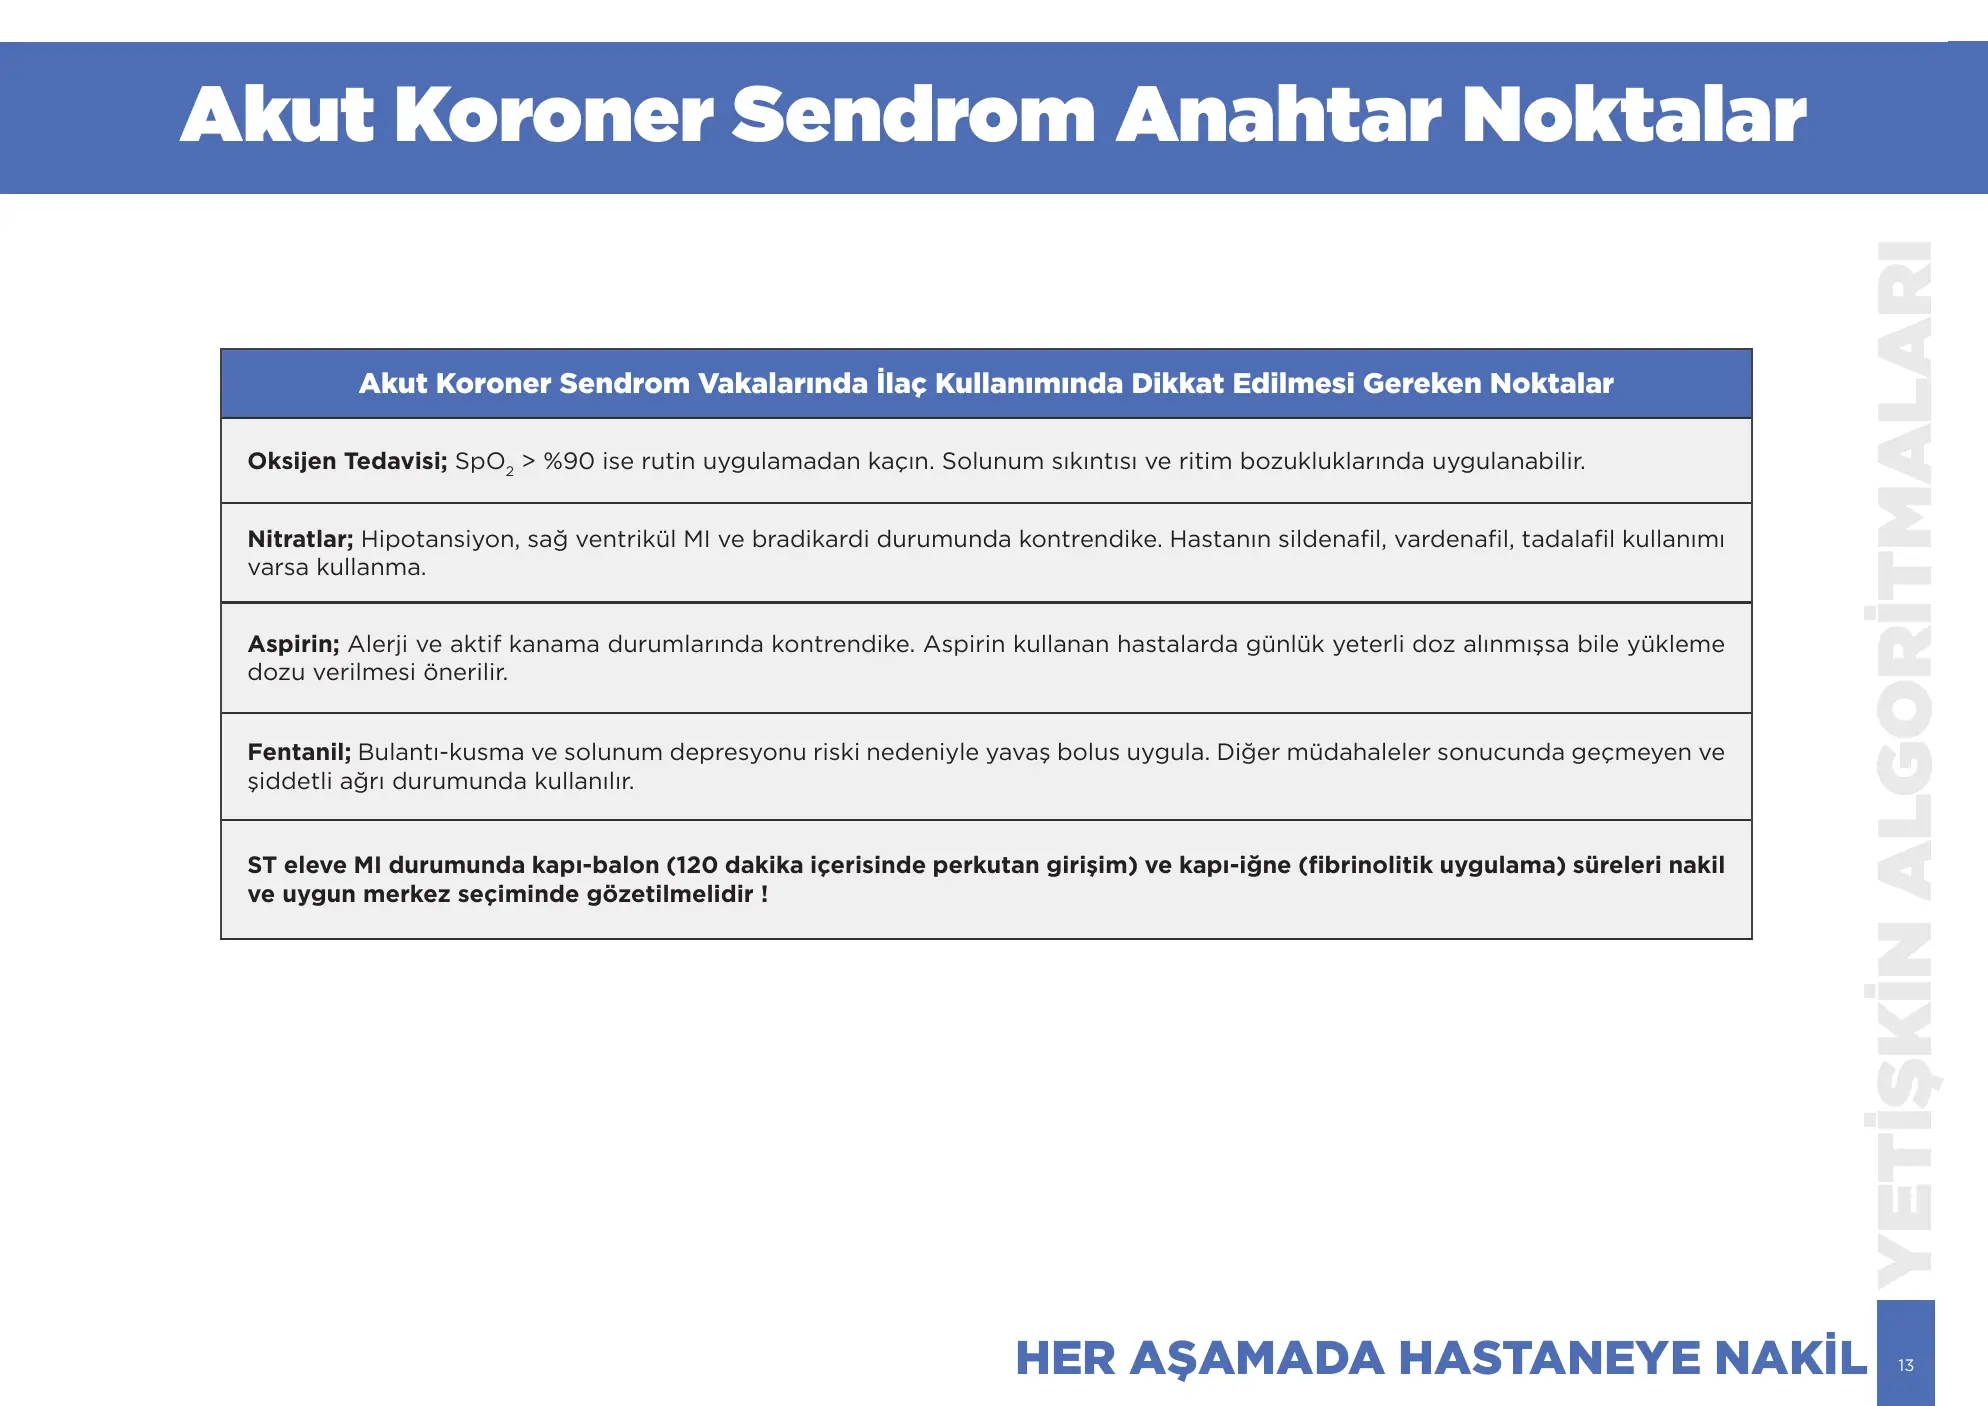 Akut Koroner Sendrom Anahtar Noktalar
Akut Koroner Sendrom Vakalarında İlaç Kullanımında Dikkat Edilmesi Gereken Noktalar
Oksijen Tedavisi; SpO₂ > %90 ise rutin uygulamadan kaçın. Solunum sıkıntısı ve ritim bozukluklarında uygulanabilir.
Nitratlar; Hipotansiyon, sağ ventrikül MI ve bradikardi durumunda kontrendike. Hastanın sildenafil, vardenafil, tadalafil kullanımı
varsa kullanma.
Aspirin; Alerji ve aktif kanama durumlarında kontrendike. Aspirin kullanan hastalarda günlük yeterli doz alınmışsa bile yükleme
dozu verilmesi önerilir.
Fentanil; Bulantı-kusma ve solunum depresyonu riski nedeniyle yavaş bolus uygula. Diğer müdahaleler sonucunda geçmeyen ve
şiddetli ağrı durumunda kullanılır.
ST eleve MI durumunda kapı-balon (120 dakika içerisinde perkutan girişim) ve kapı-iğne (fibrinolitik uygulama) süreleri nakil
ve uygun merkez seçiminde gözetilmelidir !
YETİŞKİN ALGORİTMALARI
HER AŞAMADA HASTANEYE NAKİL
13